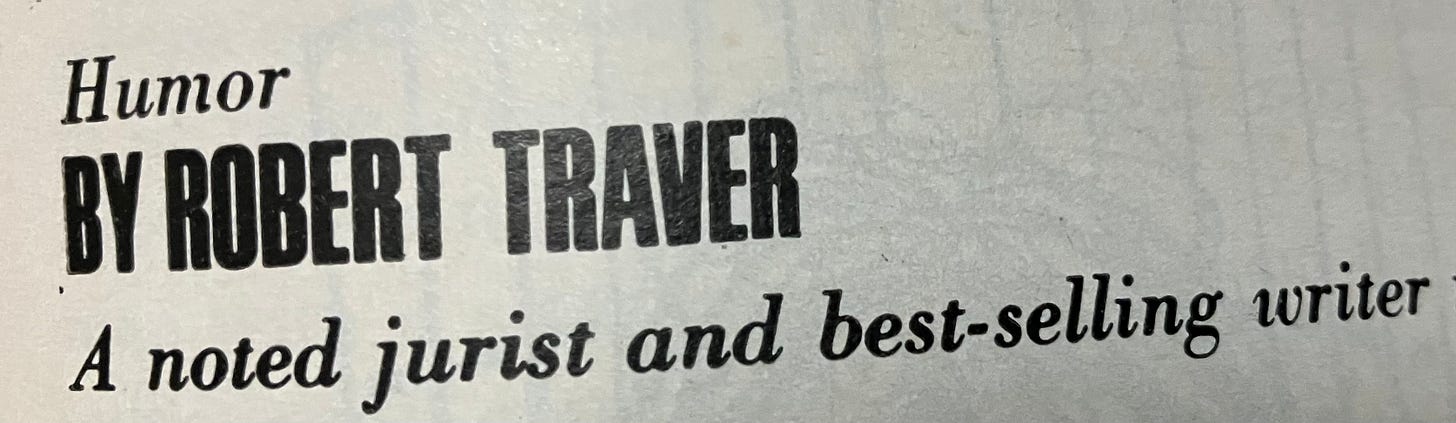 Humor
BY ROBERT TRAVER
A noted jurist and best-selling writer